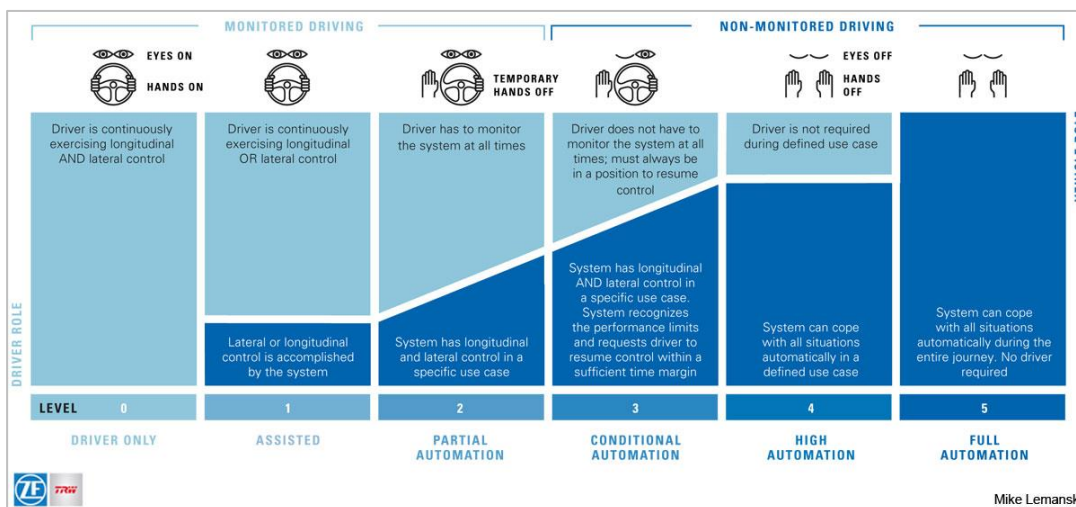 MONITORED DRIVING
NON-MONITORED DRIVING
EYES ON
HANDS ON
TEMPORARY
HANDS OFF
EYES OFF
HANDS
OFF
Driver is continuously
exercising longitudinal
AND lateral control
Driver is continuously
exercising longitudinal
OR lateral control
Driver has to monitor
the system at all times
Driver does not have to
monitor the system at all
times; must always be
in a position to resume
control
Driver is not required
during defined use case
DRIVER ROLE
Lateral or longitudinal
control is accomplished
by the system
System has longitudinal
and lateral control in a
specific use case
System has longitudinal
AND lateral control in
a specific use case.
System recognizes
the performance limits
and requests driver to
resume control within a
sufficient time margin
System can cope
with all situations
automatically in a
defined use case
System can cope
with all situations
automatically during the
entire journey. No driver
required
LEVEL 0 1 2 3 4 5
DRIVER ONLY
ASSISTED
PARTIAL
AUTOMATION
CONDITIONAL
AUTOMATION
HIGH
AUTOMATION
FULL
AUTOMATION
ZF TRW
Mike Lemansk